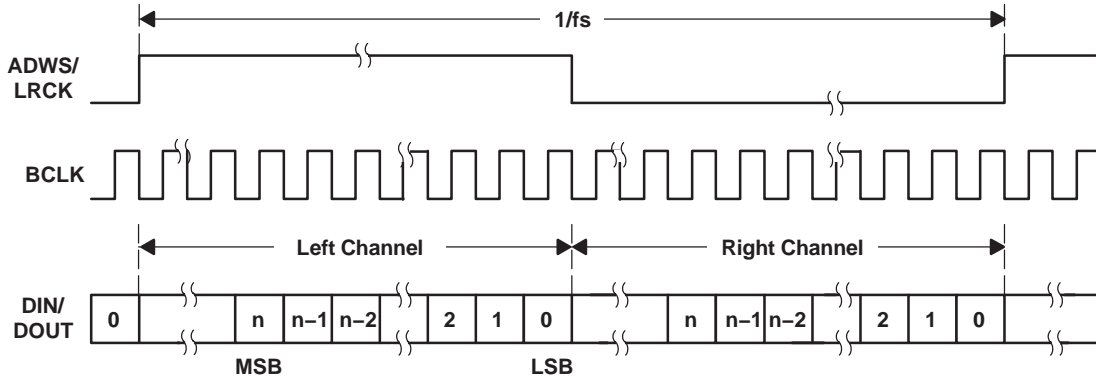 1/fs
ADWS/
LRCK
BCLK
Left Channel
Right Channel
DIN/
DOUT
0 n n−1 n−2 2 1 0 n n−1 n−2 2 1 0
MSB LSB